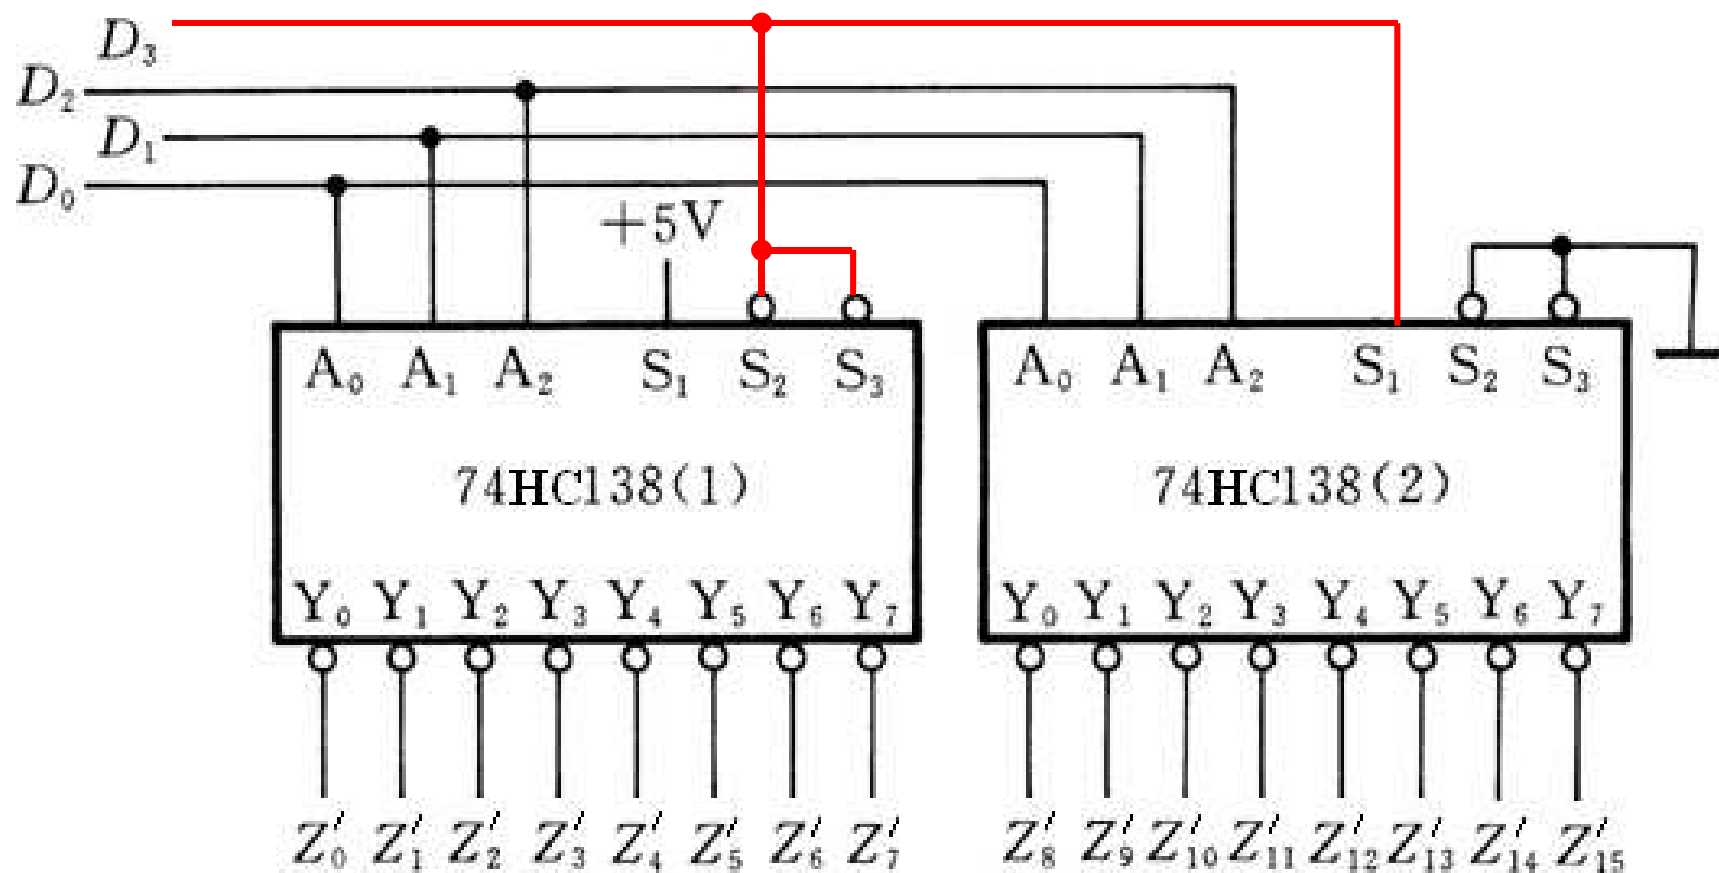 D₃
D₂
D₁
D₀
+5V
A₀ A₁ A₂ S₁ S₂ S₃
A₀ A₁ A₂ S₁ S₂ S₃
74HC138(1)
74HC138(2)
Y₀ Y₁ Y₂ Y₃ Y₄ Y₅ Y₆ Y₇
Y₀ Y₁ Y₂ Y₃ Y₄ Y₅ Y₆ Y₇
Z′₀ Z′₁ Z′₂ Z′₃ Z′₄ Z′₅ Z′₆ Z′₇
Z′₈ Z′₉ Z′₁₀ Z′₁₁ Z′₁₂ Z′₁₃ Z′₁₄ Z′₁₅